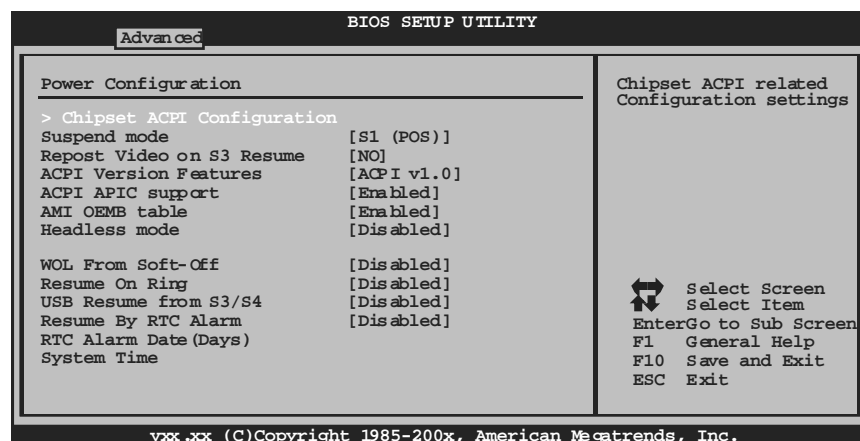 BIOS SETUP UTILITY
Advanced
Power Configuration
> Chipset ACPI Configuration
Suspend mode [S1 (POS)]
Repost Video on S3 Resume [NO]
ACPI Version Features [ACPI v1.0]
ACPI APIC support [Enabled]
AMI OEMB table [Enabled]
Headless mode [Disabled]
WOL From Soft-Off [Disabled]
Resume On Ring [Disabled]
USB Resume from S3/S4 [Disabled]
Resume By RTC Alarm [Disabled]
RTC Alarm Date(Days)
System Time
Chipset ACPI related
Configuration settings
Select Screen
Select Item
EnterGo to Sub Screen
F1 General Help
F10 Save and Exit
ESC Exit
vxx.xx (C)Copyright 1985-200x, American Megatrends, Inc.